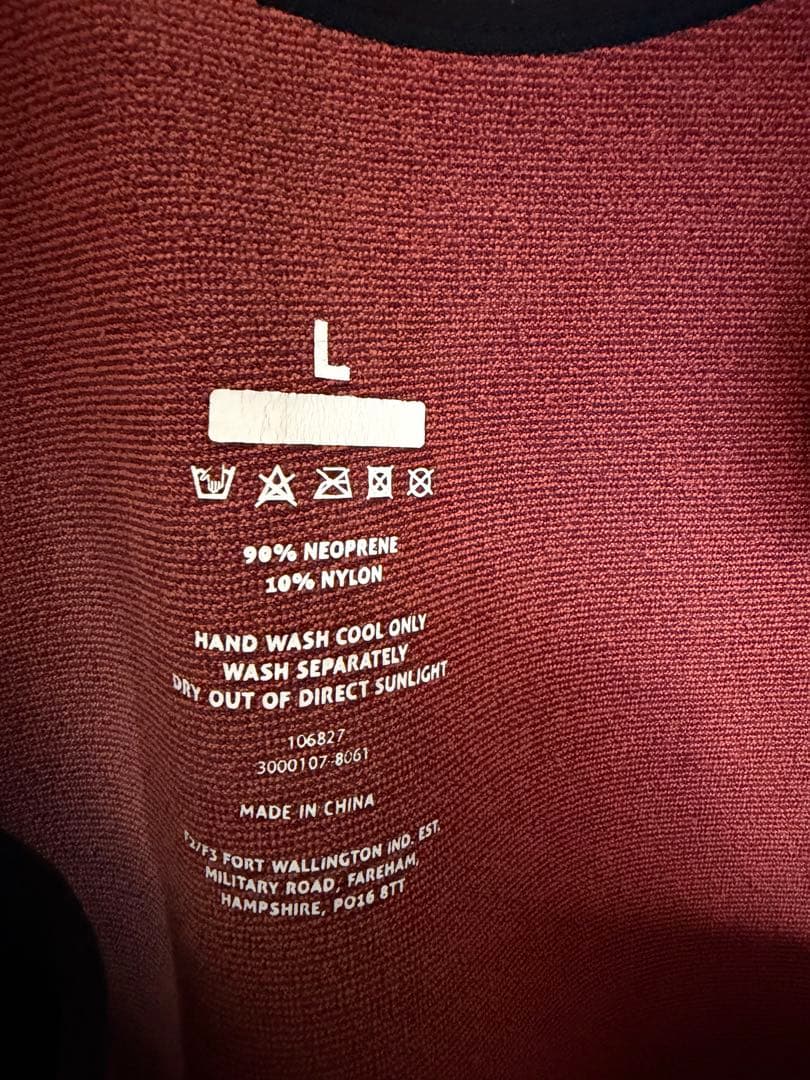 L
90% NEOPRENE
10% NYLON
HAND WASH COOL ONLY
WASH SEPARATELY
DRY OUT OF DIRECT SUNLIGHT
106827
3000107-8061
MADE IN CHINA
F2/F3 FORT WALLINGTON IND. EST.
MILITARY ROAD, FAREHAM,
HAMPSHIRE, PO16 8TT